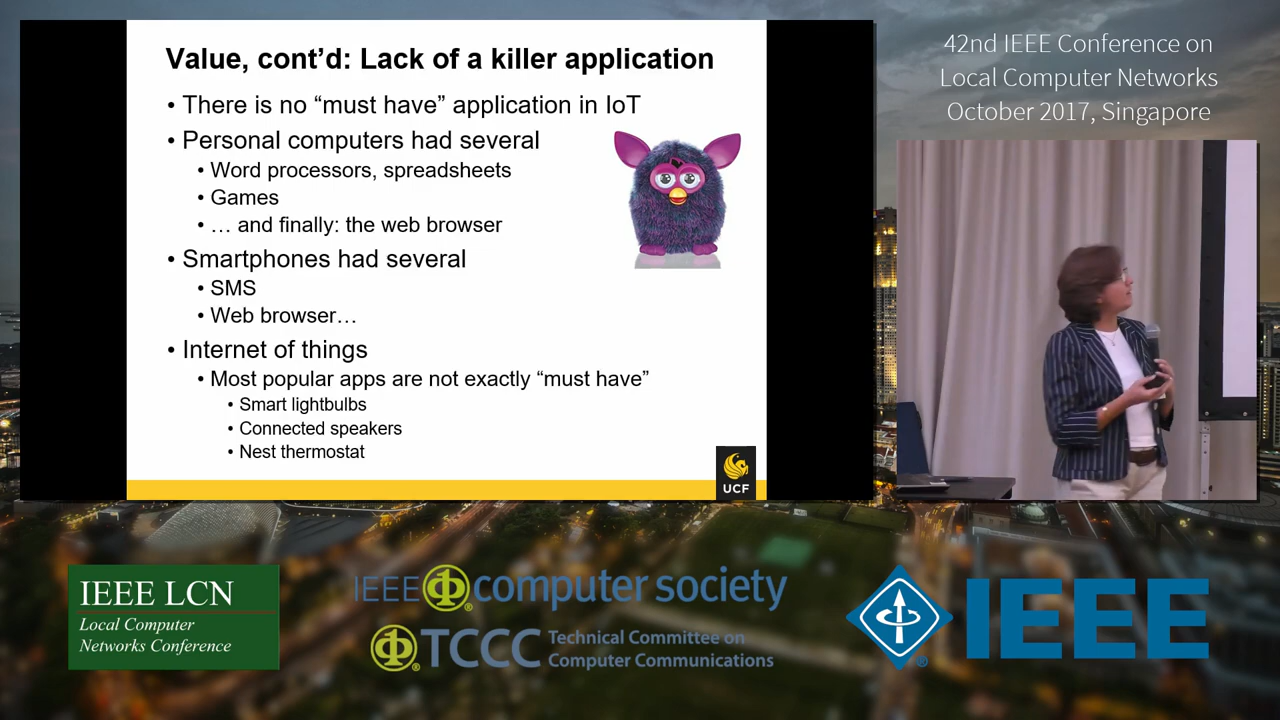 Value, cont’d: Lack of a killer application
• There is no “must have” application in IoT
• Personal computers had several
• Word processors, spreadsheets
• Games
• … and finally: the web browser
• Smartphones had several
• SMS
• Web browser…
• Internet of things
• Most popular apps are not exactly “must have”
• Smart lightbulbs
• Connected speakers
• Nest thermostat
UCF
42nd IEEE Conference on
Local Computer Networks
October 2017, Singapore
IEEE LCN
Local Computer
Networks Conference
IEEE computer society
TCCC Technical Committee on
Computer Communications
IEEE